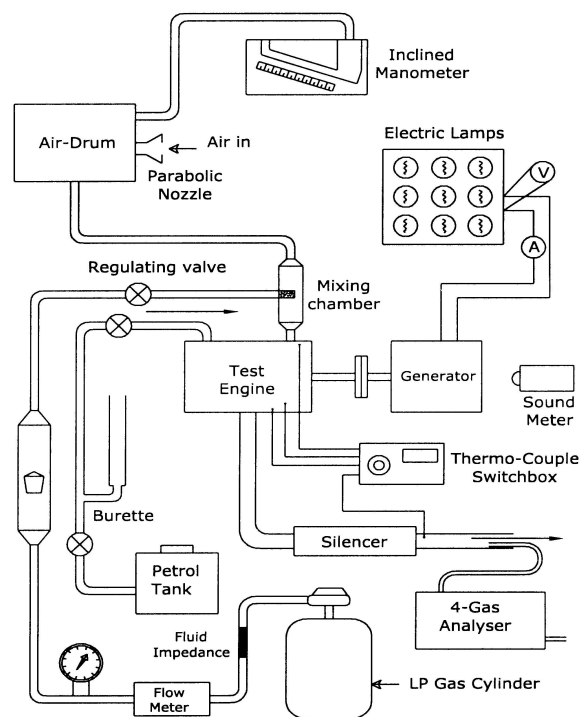 Inclined
Manometer
Air-Drum
Air in
Parabolic
Nozzle
Electric Lamps
V
A
Regulating valve
Mixing
chamber
Test
Engine
Generator
Sound
Meter
Thermo-Couple
Switchbox
Burette
Silencer
Petrol
Tank
4-Gas
Analyser
Fluid
Impedance
Flow
Meter
LP Gas Cylinder